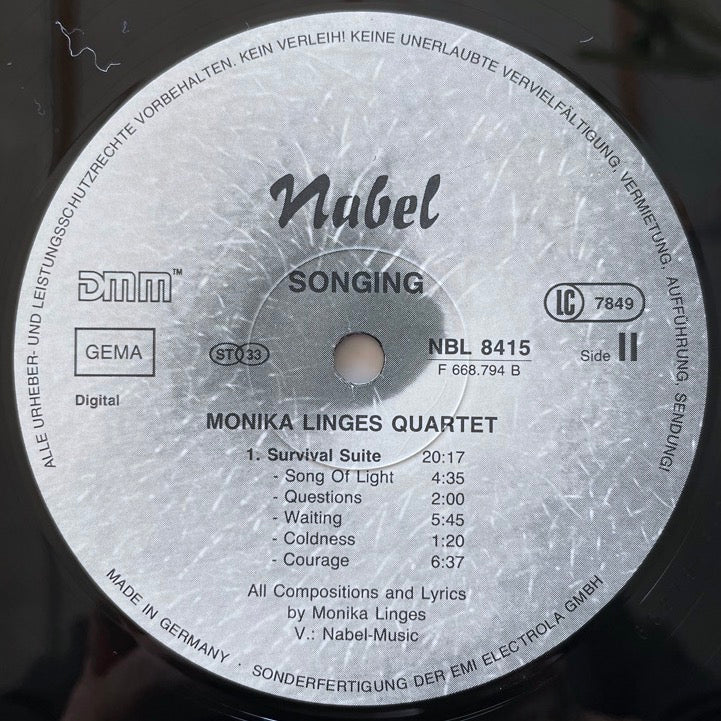 ALLE URHEBER- UND LEISTUNGSSCHUTZRECHTE VORBEHALTEN. KEIN VERLEIH! KEINE UNERLAUBTE VERVIELFÄLTIGUNG, VERMIETUNG, AUFFÜHRUNG, SENDUNG!
Nabel
DMM™
SONGING
LC 7849
GEMA
ST 33
NBL 8415
F 668.794 B
Side II
Digital
MONIKA LINGES QUARTET
1. Survival Suite 20:17
- Song Of Light 4:35
- Questions 2:00
- Waiting 5:45
- Coldness 1:20
- Courage 6:37
All Compositions and Lyrics
by Monika Linges
V.: Nabel-Music
MADE IN GERMANY · SONDERFERTIGUNG DER EMI ELECTROLA GMBH